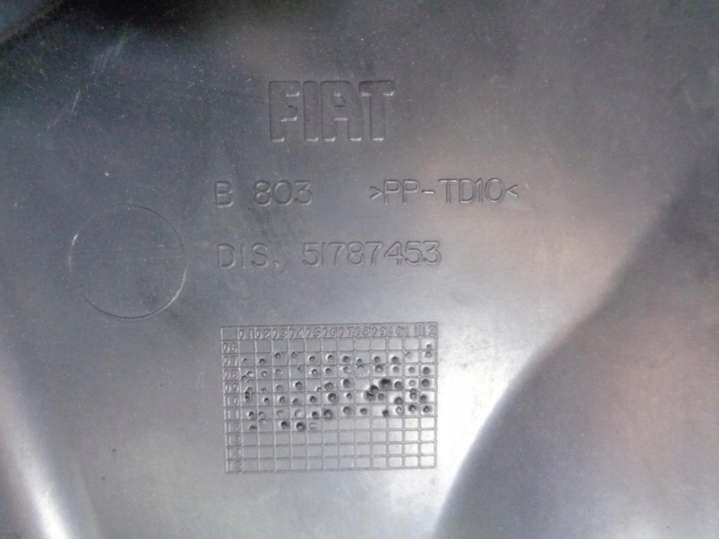 FIAT
B 803 >PP-TD10<
DIS. 51787453